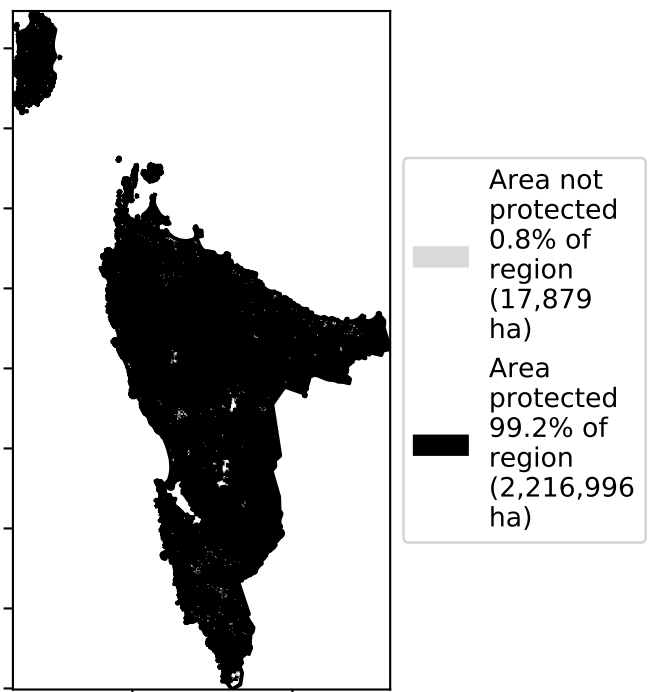 Area not
protected
0.8% of
region
(17,879
ha)
Area
protected
99.2% of
region
(2,216,996
ha)